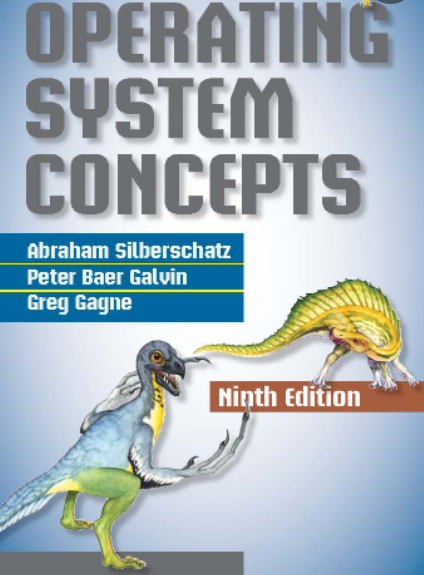 OPERATING
SYSTEM
CONCEPTS
Abraham Silberschatz
Peter Baer Galvin
Greg Gagne
Ninth Edition